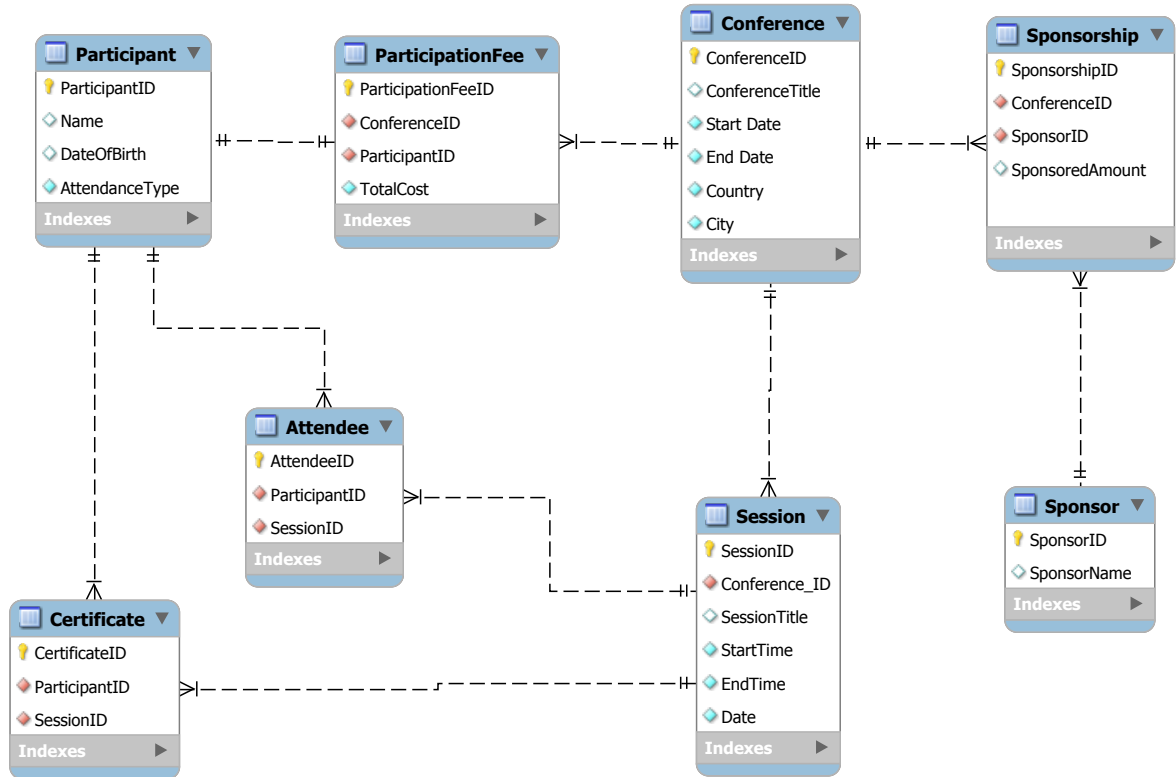 Participant
ParticipantID
Name
DateOfBirth
AttendanceType
Indexes
ParticipationFee
ParticipationFeeID
ConferenceID
ParticipantID
TotalCost
Indexes
Conference
ConferenceID
ConferenceTitle
Start Date
End Date
Country
City
Indexes
Sponsorship
SponsorshipID
ConferenceID
SponsorID
SponsoredAmount
Indexes
Attendee
AttendeeID
ParticipantID
SessionID
Indexes
Session
SessionID
Conference_ID
SessionTitle
StartTime
EndTime
Date
Indexes
Sponsor
SponsorID
SponsorName
Indexes
Certificate
CertificateID
ParticipantID
SessionID
Indexes